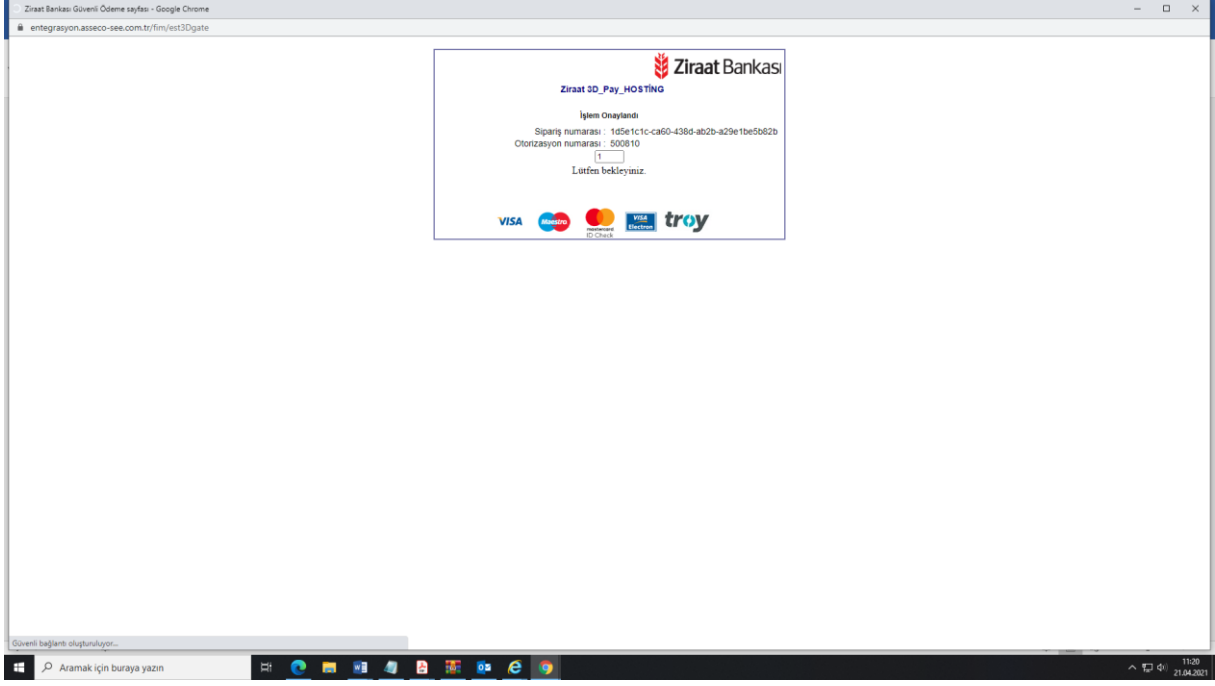 Ziraat Bankası Güvenli Ödeme sayfası - Google Chrome
entegrasyon.asseco-see.com.tr/fim/est3Dgate
Ziraat Bankası
Ziraat 3D_Pay_HOSTİNG
İşlem Onaylandı
Sipariş numarası : 1d5e1c1c-ca60-438d-ab2b-a29e1be5b82b
Otorizasyon numarası : 500810
1
Lütfen bekleyiniz.
VISA Maestro mastercard ID Check VISA Electron troy
Güvenli bağlantı oluşturuluyor...
Aramak için buraya yazın
11:20
21.04.2021